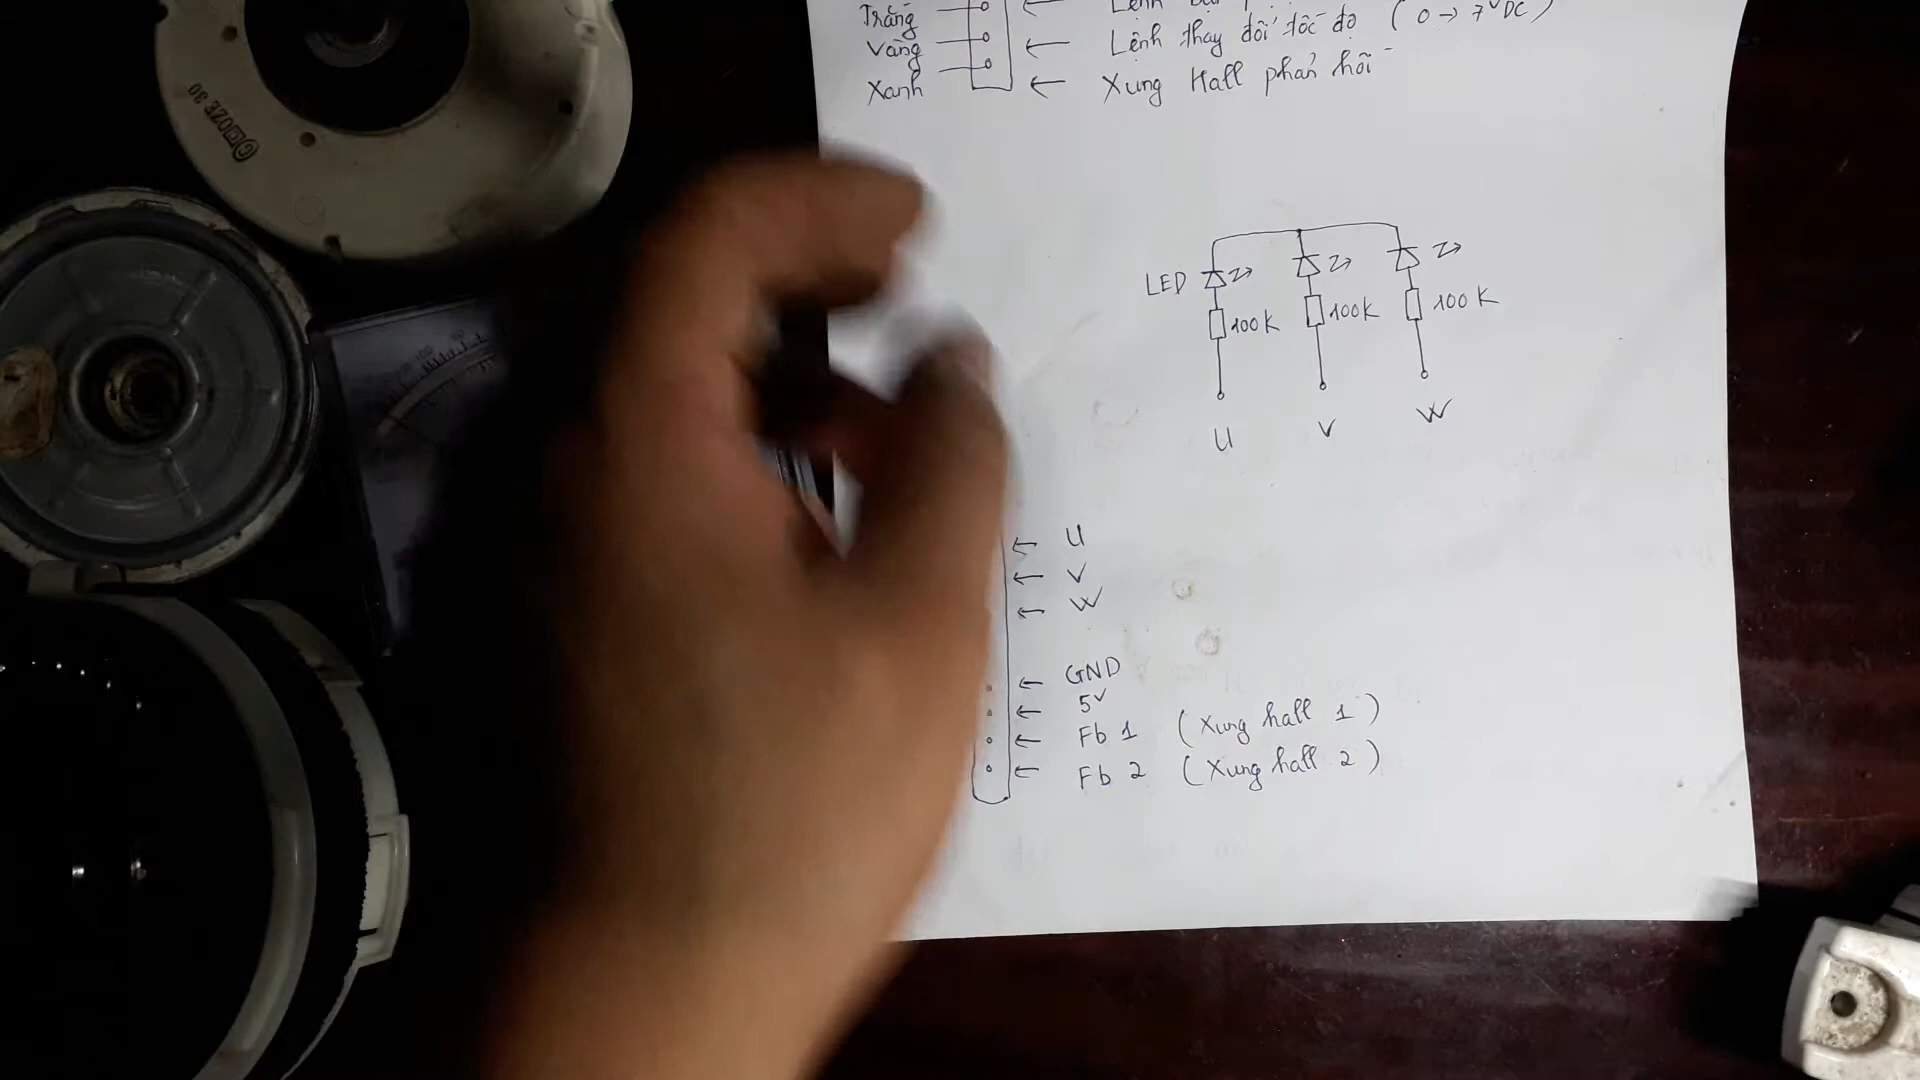 Trắng
Vàng
Xanh
Lệnh thay đổi tốc độ ( 0 → 7V DC )
Xung Hall phản hồi
LED
100K
100K
100K
U
V
W
U
V
W
GND
5V
Fb 1 ( Xung hall 1 )
Fb 2 ( Xung hall 2 )